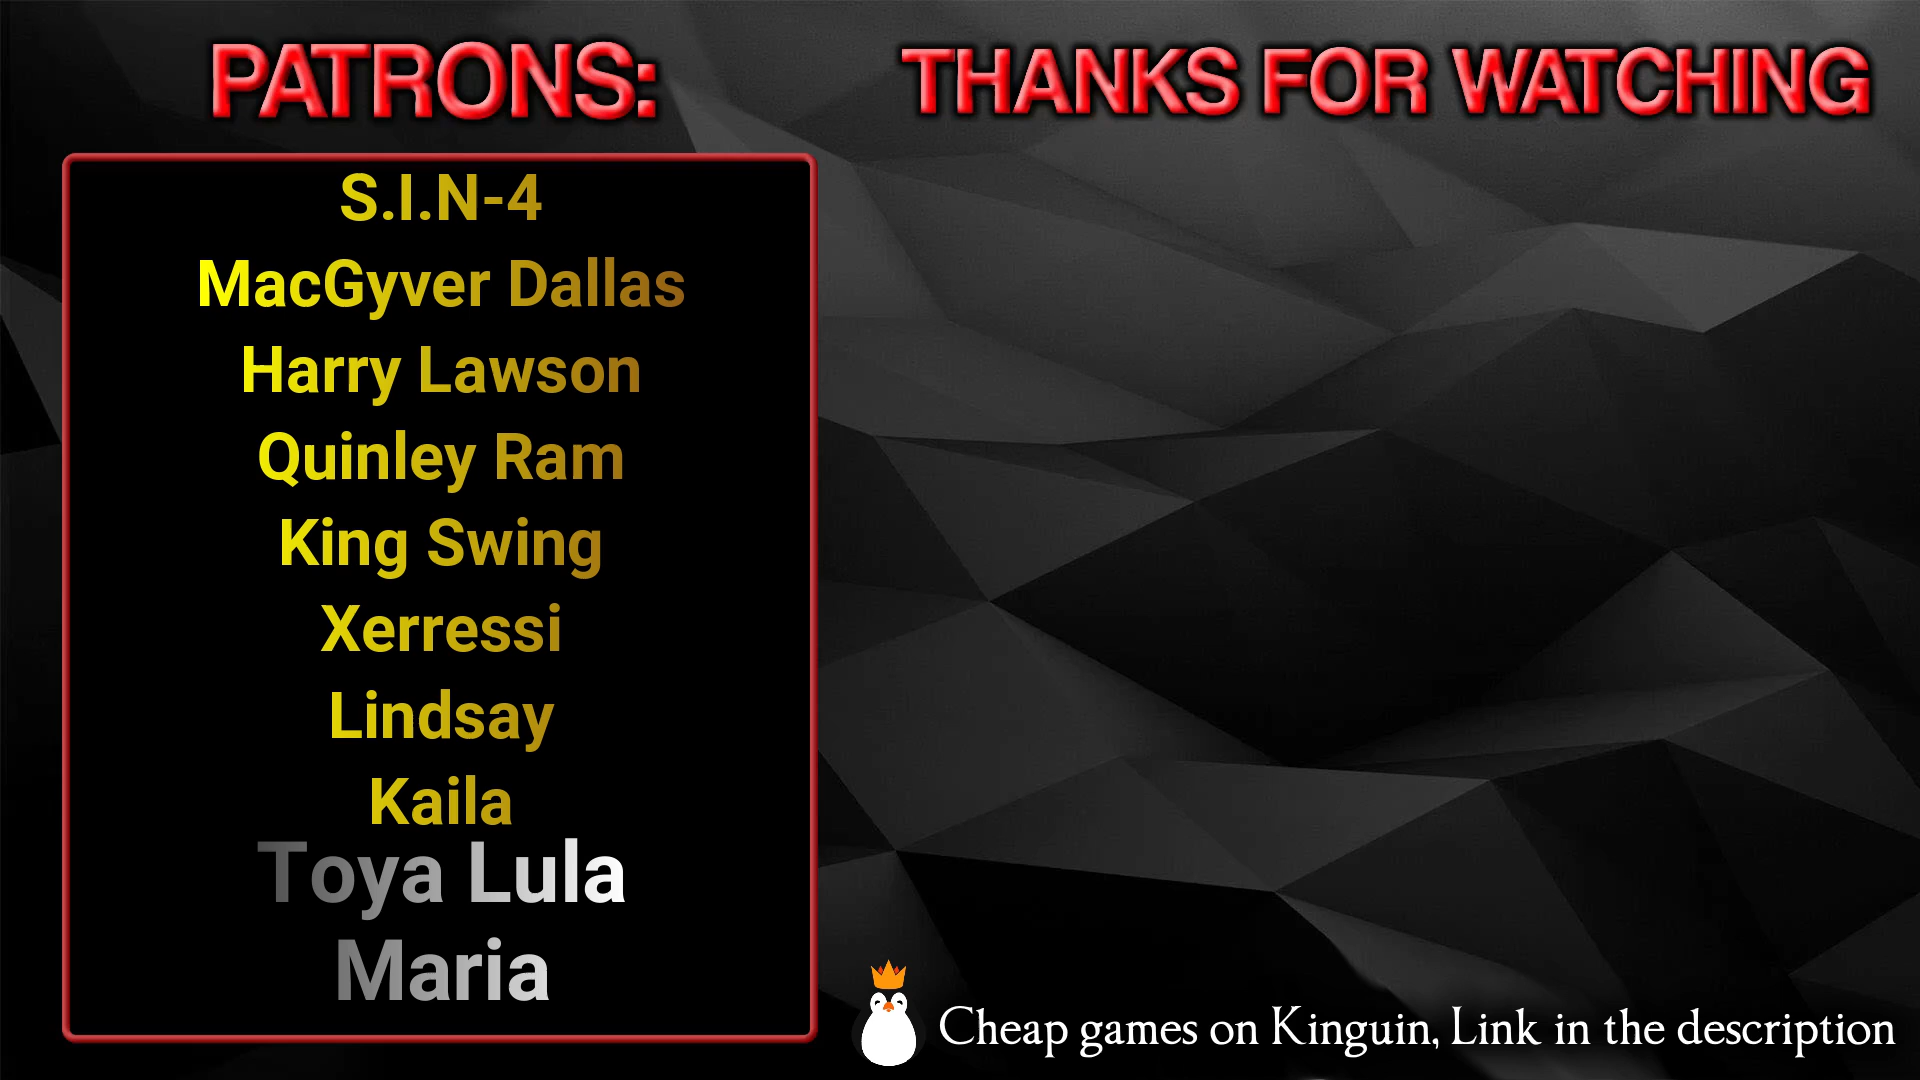 PATRONS:
S.I.N-4
MacGyver Dallas
Harry Lawson
Quinley Ram
King Swing
Xerressi
Lindsay
Kaila
Toya Lula
Maria
THANKS FOR WATCHING
Cheap games on Kinguin, Link in the description